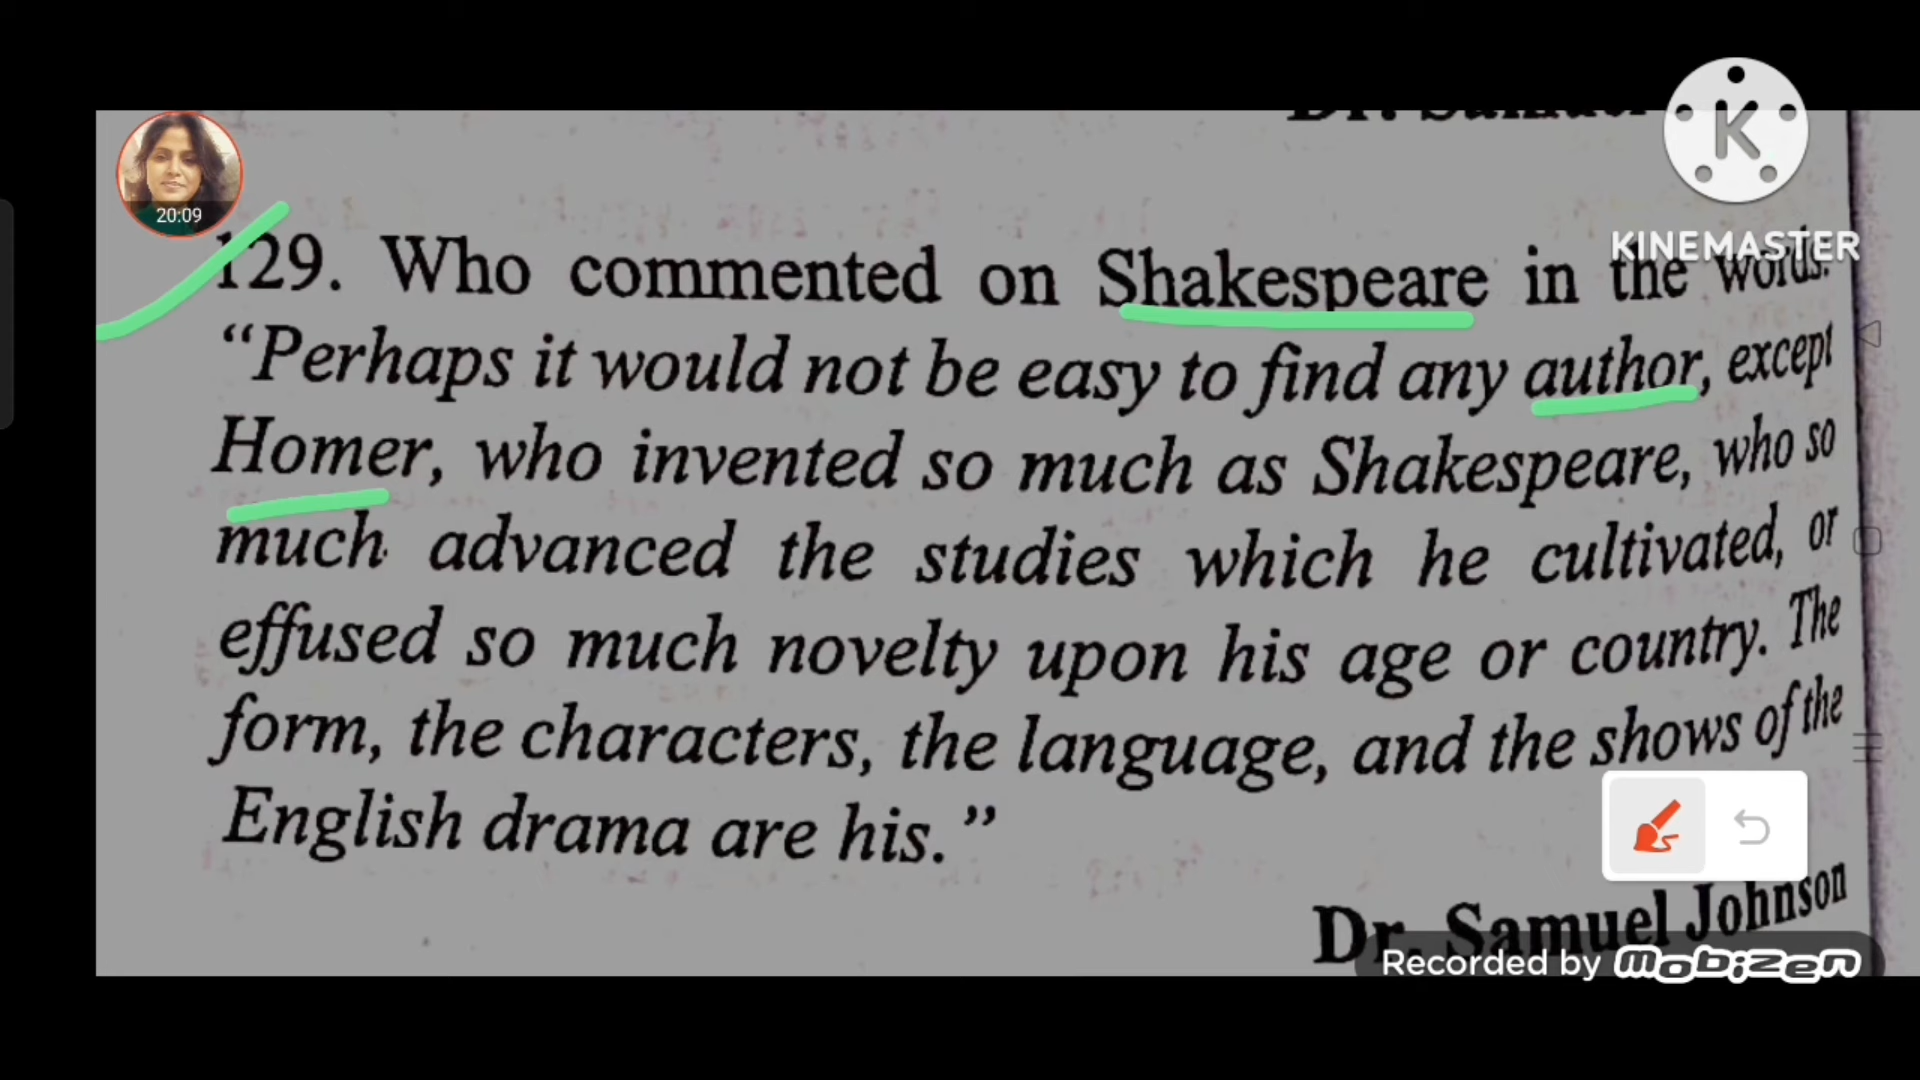 Dr. Samuel
20:09
129. Who commented on Shakespeare in the words:
"Perhaps it would not be easy to find any author, except
Homer, who invented so much as Shakespeare, who so
much advanced the studies which he cultivated, or
effused so much novelty upon his age or country. The
form, the characters, the language, and the shows of the
English drama are his."
Dr. Samuel Johnson
K
KINEMASTER
Recorded by mobizen